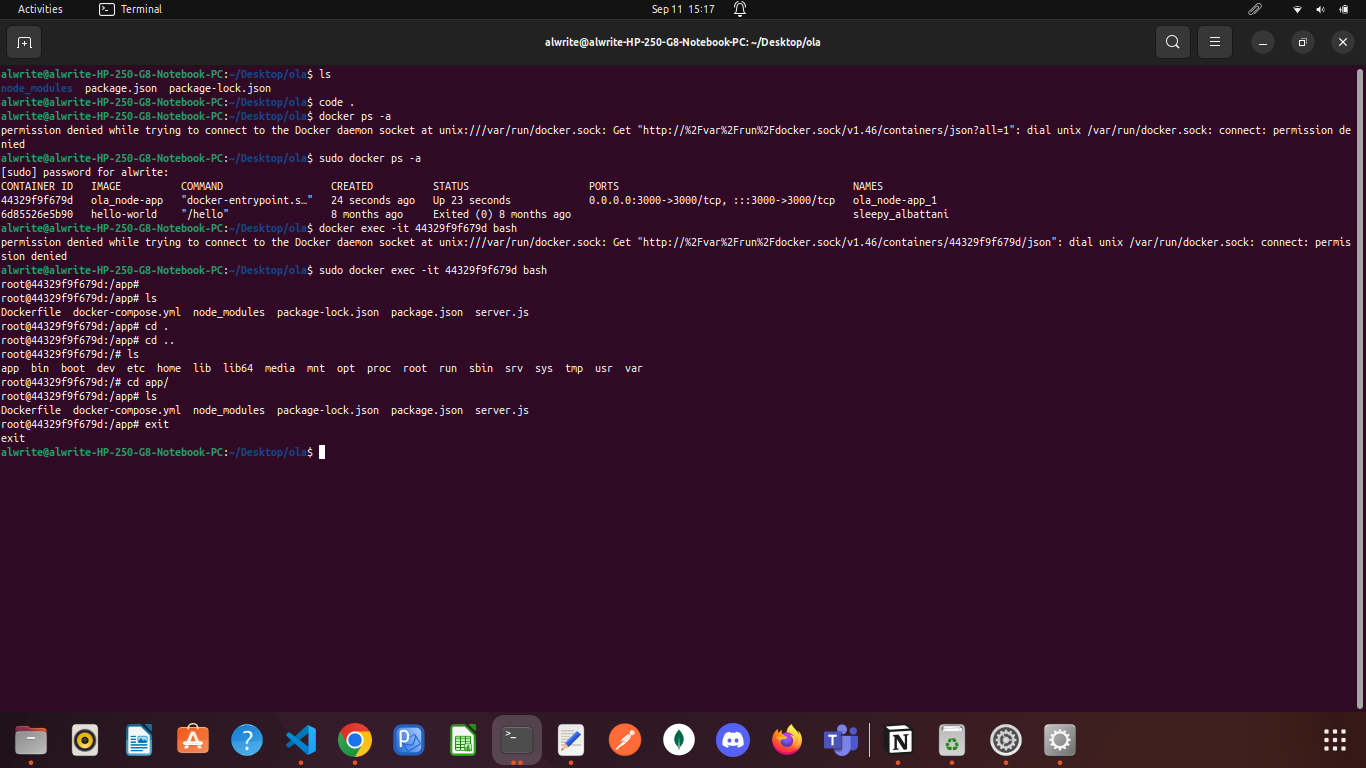 Activities Terminal Sep 11 15:17
alwrite@alwrite-HP-250-G8-Notebook-PC: ~/Desktop/ola
alwrite@alwrite-HP-250-G8-Notebook-PC:~/Desktop/ola$ ls
node_modules package.json package-lock.json
alwrite@alwrite-HP-250-G8-Notebook-PC:~/Desktop/ola$ code .
alwrite@alwrite-HP-250-G8-Notebook-PC:~/Desktop/ola$ docker ps -a
permission denied while trying to connect to the Docker daemon socket at unix:///var/run/docker.sock: Get "http://%2Fvar%2Frun%2Fdocker.sock/v1.46/containers/json?all=1": dial unix /var/run/docker.sock: connect: permission de
nied
alwrite@alwrite-HP-250-G8-Notebook-PC:~/Desktop/ola$ sudo docker ps -a
[sudo] password for alwrite:
CONTAINER ID IMAGE COMMAND CREATED STATUS PORTS NAMES
44329f9f679d ola_node-app "docker-entrypoint.s…" 24 seconds ago Up 23 seconds 0.0.0.0:3000->3000/tcp, :::3000->3000/tcp ola_node-app_1
6d85526e5b90 hello-world "/hello" 8 months ago Exited (0) 8 months ago sleepy_albattani
alwrite@alwrite-HP-250-G8-Notebook-PC:~/Desktop/ola$ docker exec -it 44329f9f679d bash
permission denied while trying to connect to the Docker daemon socket at unix:///var/run/docker.sock: Get "http://%2Fvar%2Frun%2Fdocker.sock/v1.46/containers/44329f9f679d/json": dial unix /var/run/docker.sock: connect: permis
sion denied
alwrite@alwrite-HP-250-G8-Notebook-PC:~/Desktop/ola$ sudo docker exec -it 44329f9f679d bash
root@44329f9f679d:/app#
root@44329f9f679d:/app# ls
Dockerfile docker-compose.yml node_modules package-lock.json package.json server.js
root@44329f9f679d:/app# cd .
root@44329f9f679d:/app# cd ..
root@44329f9f679d:/# ls
app bin boot dev etc home lib lib64 media mnt opt proc root run sbin srv sys tmp usr var
root@44329f9f679d:/# cd app/
root@44329f9f679d:/app# ls
Dockerfile docker-compose.yml node_modules package-lock.json package.json server.js
root@44329f9f679d:/app# exit
exit
alwrite@alwrite-HP-250-G8-Notebook-PC:~/Desktop/ola$